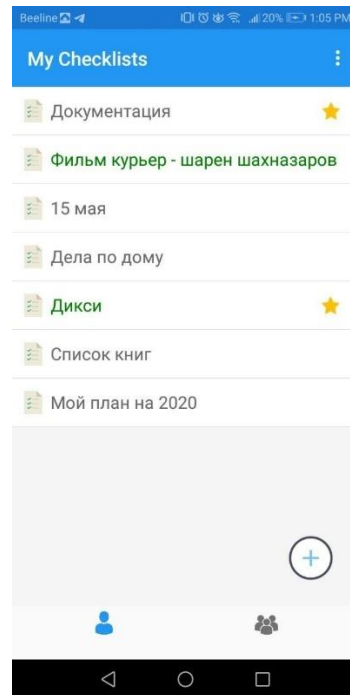 Beeline 20% 1:05 PM
My Checklists
Документация
Фильм курьер - шарен шахназаров
15 мая
Дела по дому
Дикси
Список книг
Мой план на 2020